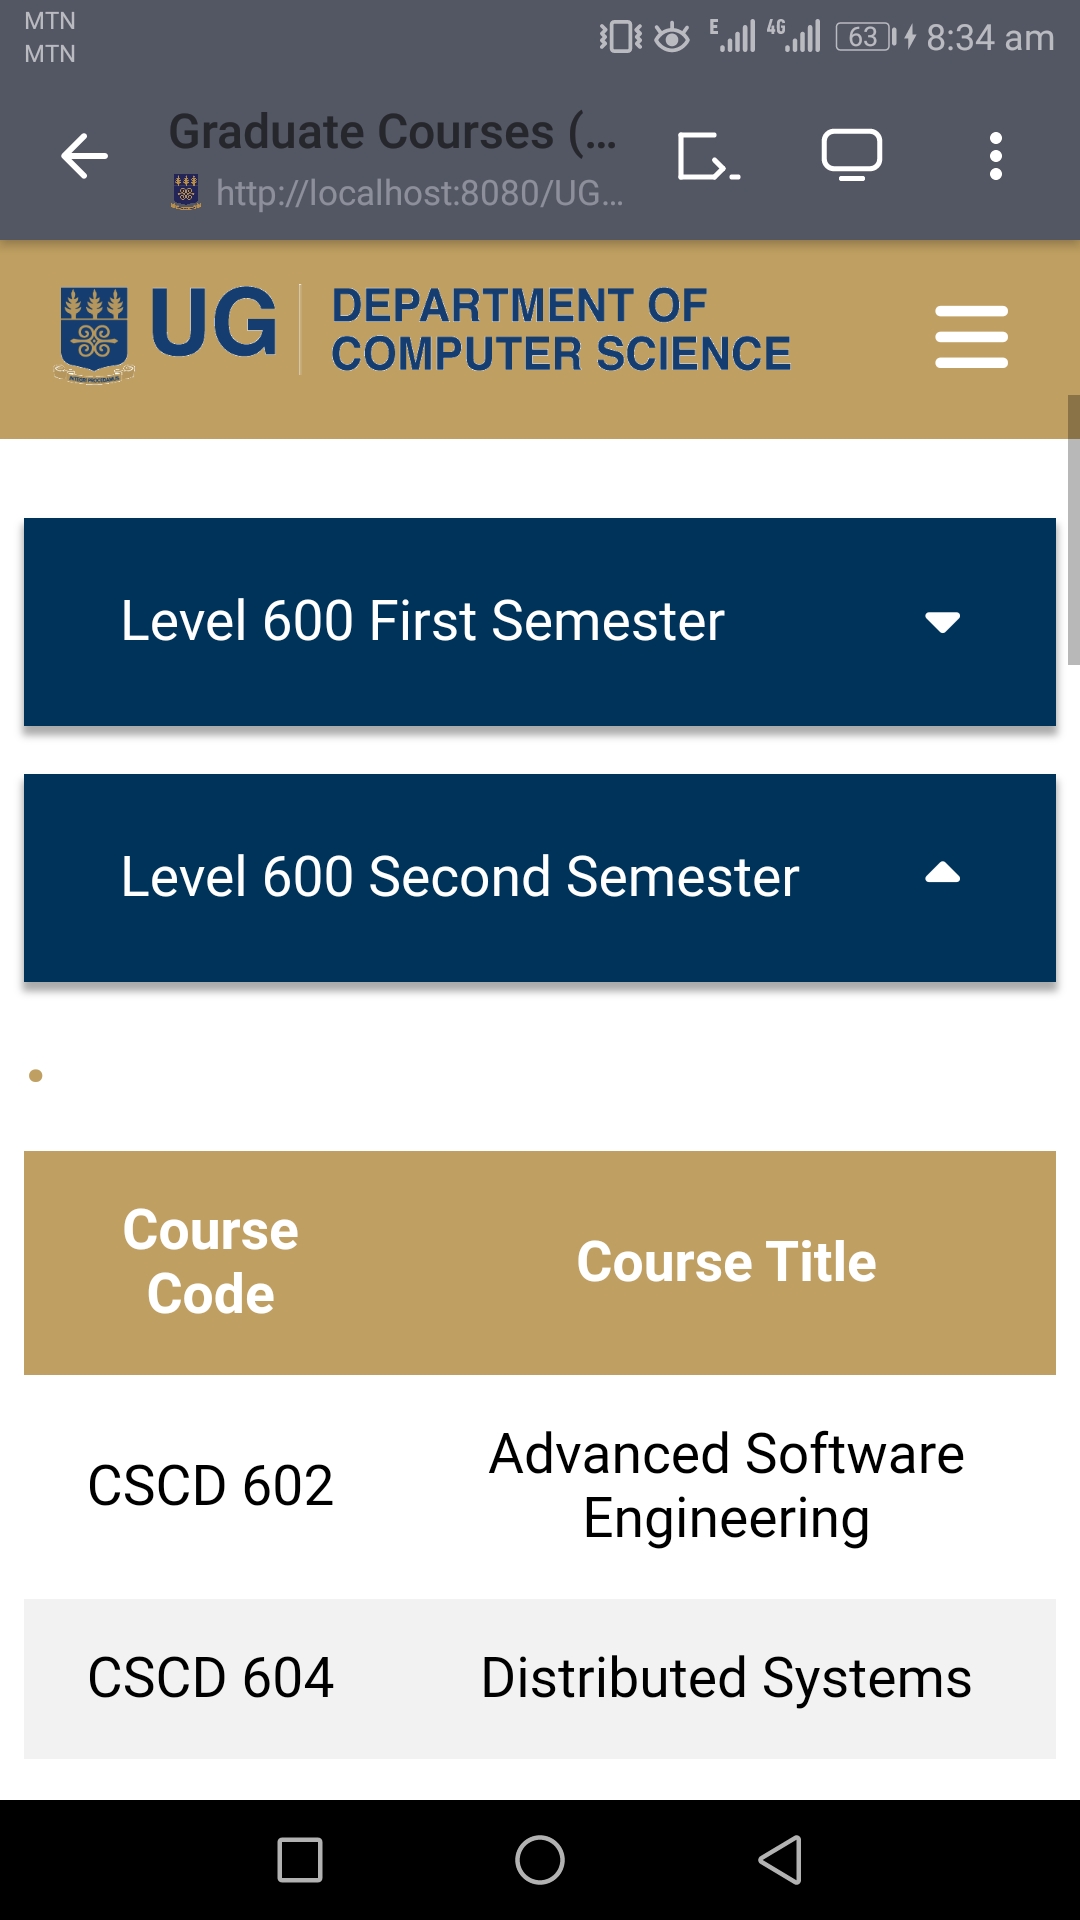 MTN
MTN
E 4G 63 8:34 am
Graduate Courses (...
http://localhost:8080/UG...
UG
DEPARTMENT OF
COMPUTER SCIENCE
Level 600 First Semester
Level 600 Second Semester
Course
Code
Course Title
CSCD 602
Advanced Software
Engineering
CSCD 604
Distributed Systems